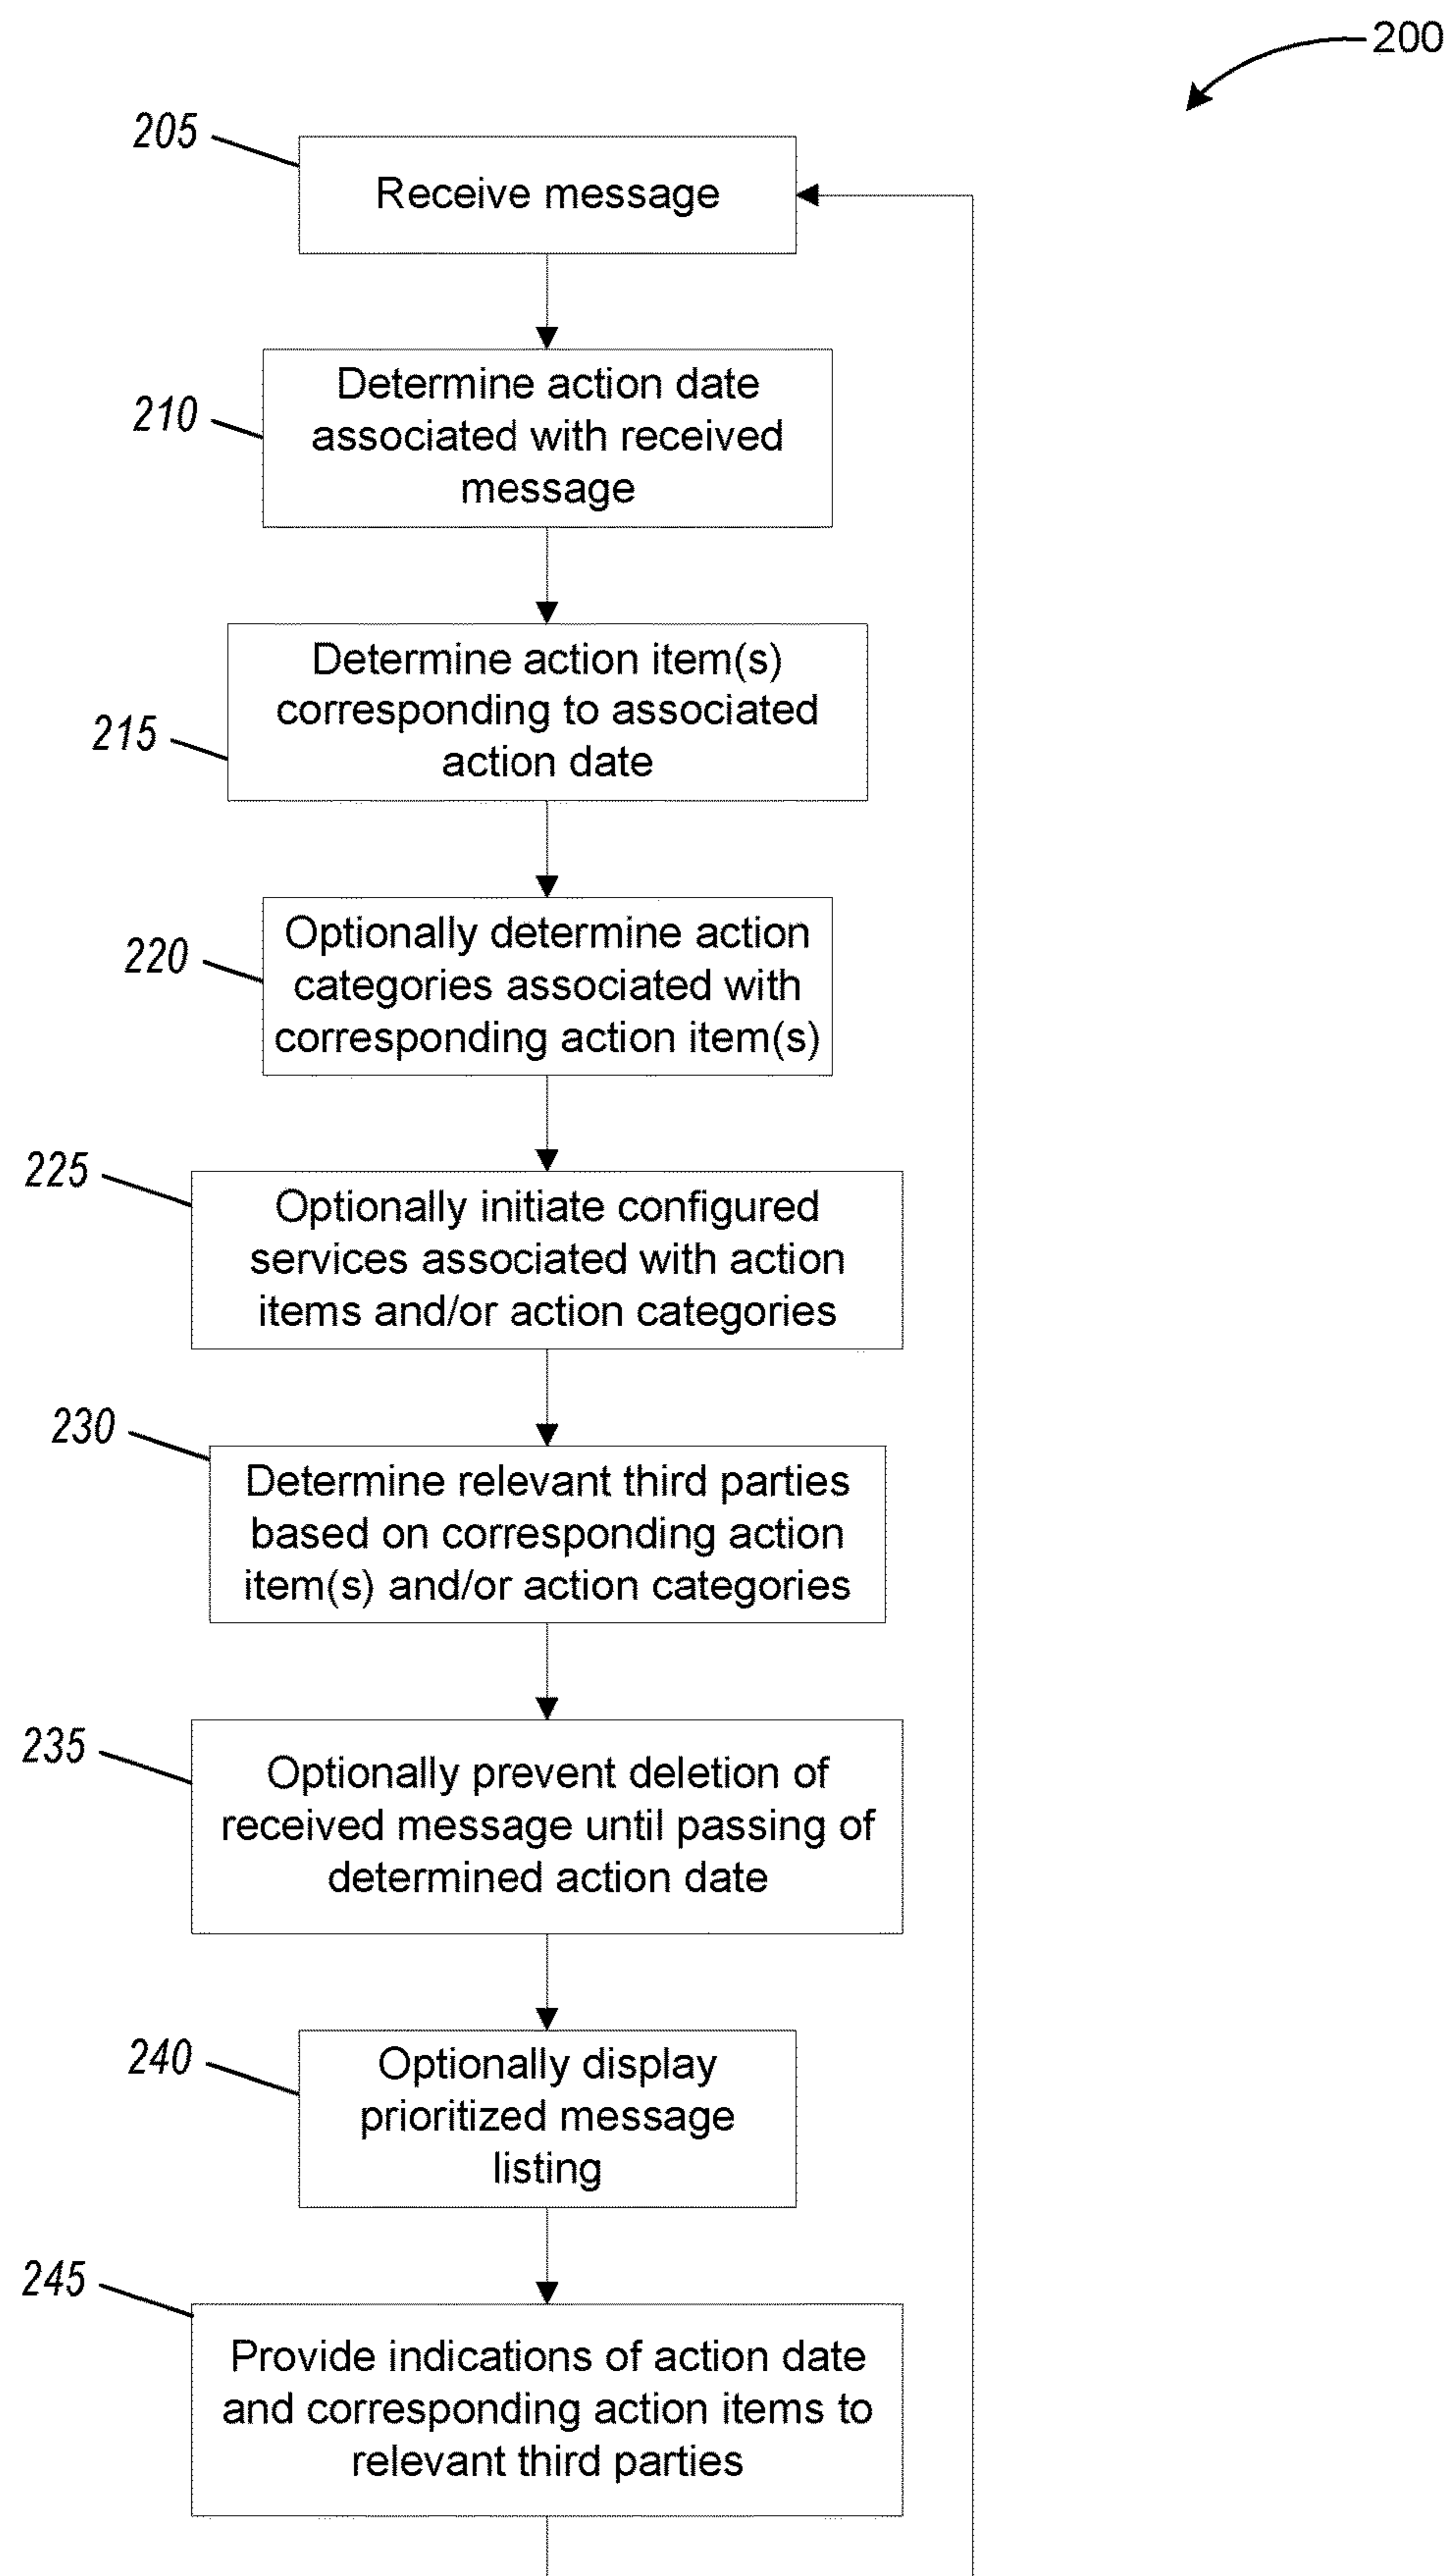 200
205
Receive message
210
Determine action date
associated with received
message
215
Determine action item(s)
corresponding to associated
action date
220
Optionally determine action
categories associated with
corresponding action item(s)
225
Optionally initiate configured
services associated with action
items and/or action categories
230
Determine relevant third parties
based on corresponding action
item(s) and/or action categories
235
Optionally prevent deletion of
received message until passing of
determined action date
240
Optionally display
prioritized message
listing
245
Provide indications of action date
and corresponding action items to
relevant third parties